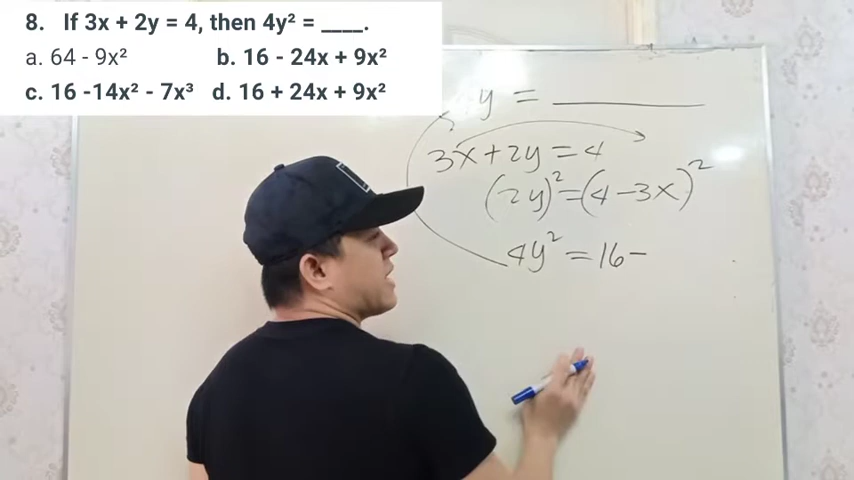 8. If 3x + 2y = 4, then 4y² = ____.
a. 64 - 9x² b. 16 - 24x + 9x²
c. 16 -14x² - 7x³ d. 16 + 24x + 9x²
y = ________
3x+2y=4
(2y)²=(4-3x)²
4y²=16-